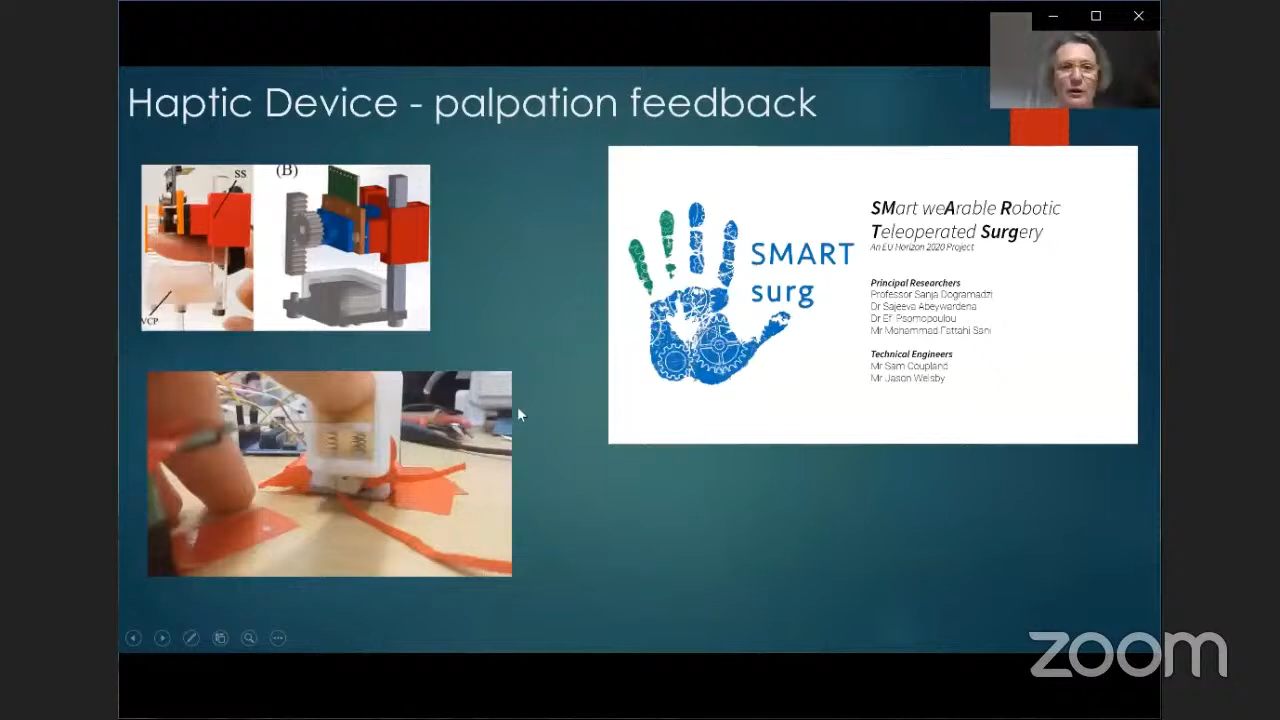 Haptic Device - palpation feedback
SS
(B)
VCP
SMART
surg
SMart weArable Robotic
Teleoperated Surgery
An EU Horizon 2020 Project
Principal Researchers
Professor Sanja Dogramadzi
Dr Sajeeva Abeywardena
Dr Efi Psomopoulou
Mr Mohammad Fattahi Sani
Technical Engineers
Mr Sam Coupland
Mr Jason Welsby
zoom